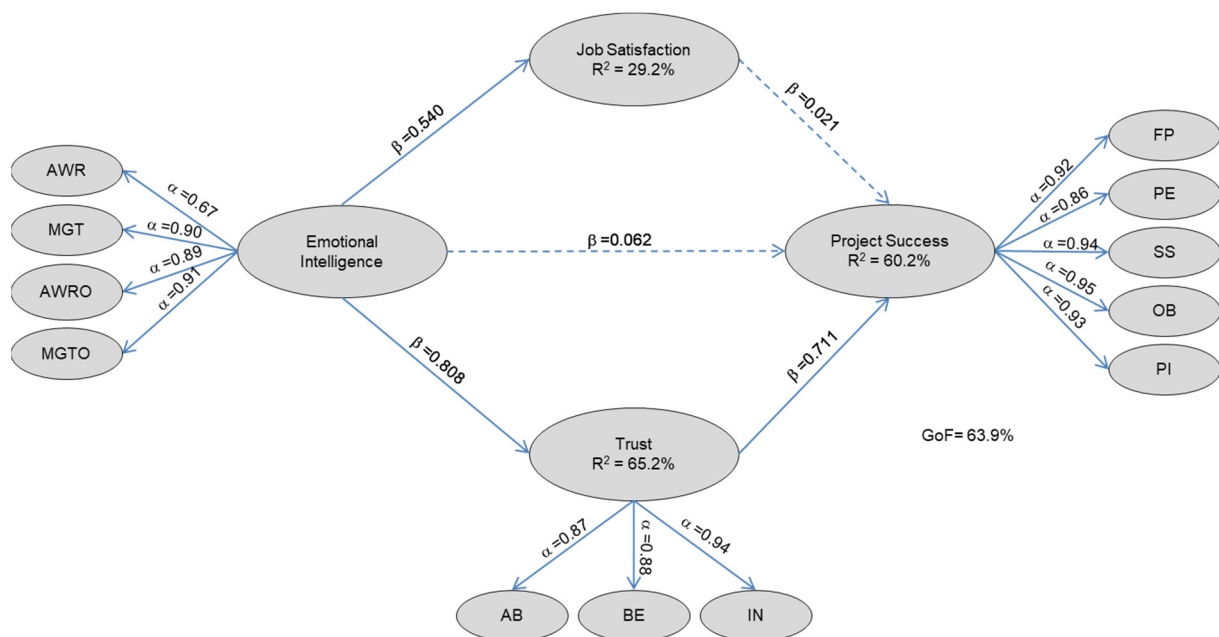 Job Satisfaction
R² = 29.2%
β =0.540
β =0.021
AWR
MGT
AWRO
MGTO
α =0.67
α =0.90
α =0.89
α =0.91
Emotional
Intelligence
β =0.062
Project Success
R² = 60.2%
α =0.92
α =0.86
α =0.94
α =0.95
α =0.93
FP
PE
SS
OB
PI
β =0.808
β =0.711
Trust
R² = 65.2%
GoF= 63.9%
α =0.87
α =0.88
α =0.94
AB
BE
IN